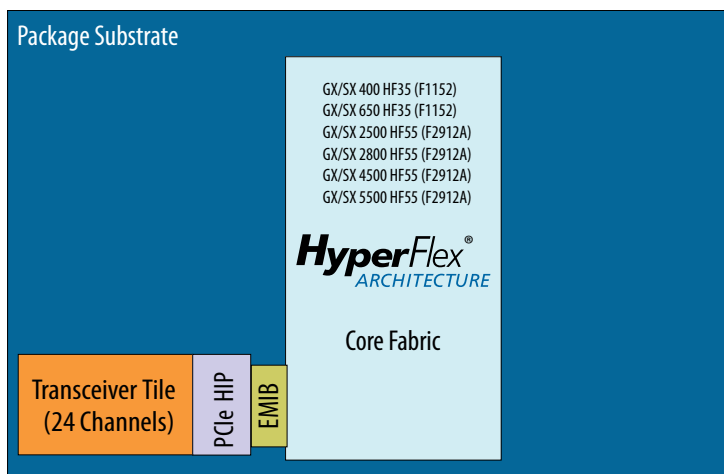 Package Substrate
GX/SX 400 HF35 (F1152)
GX/SX 650 HF35 (F1152)
GX/SX 2500 HF55 (F2912A)
GX/SX 2800 HF55 (F2912A)
GX/SX 4500 HF55 (F2912A)
GX/SX 5500 HF55 (F2912A)
HyperFlex®
ARCHITECTURE
Core Fabric
Transceiver Tile
(24 Channels)
PCIe HIP
EMIB